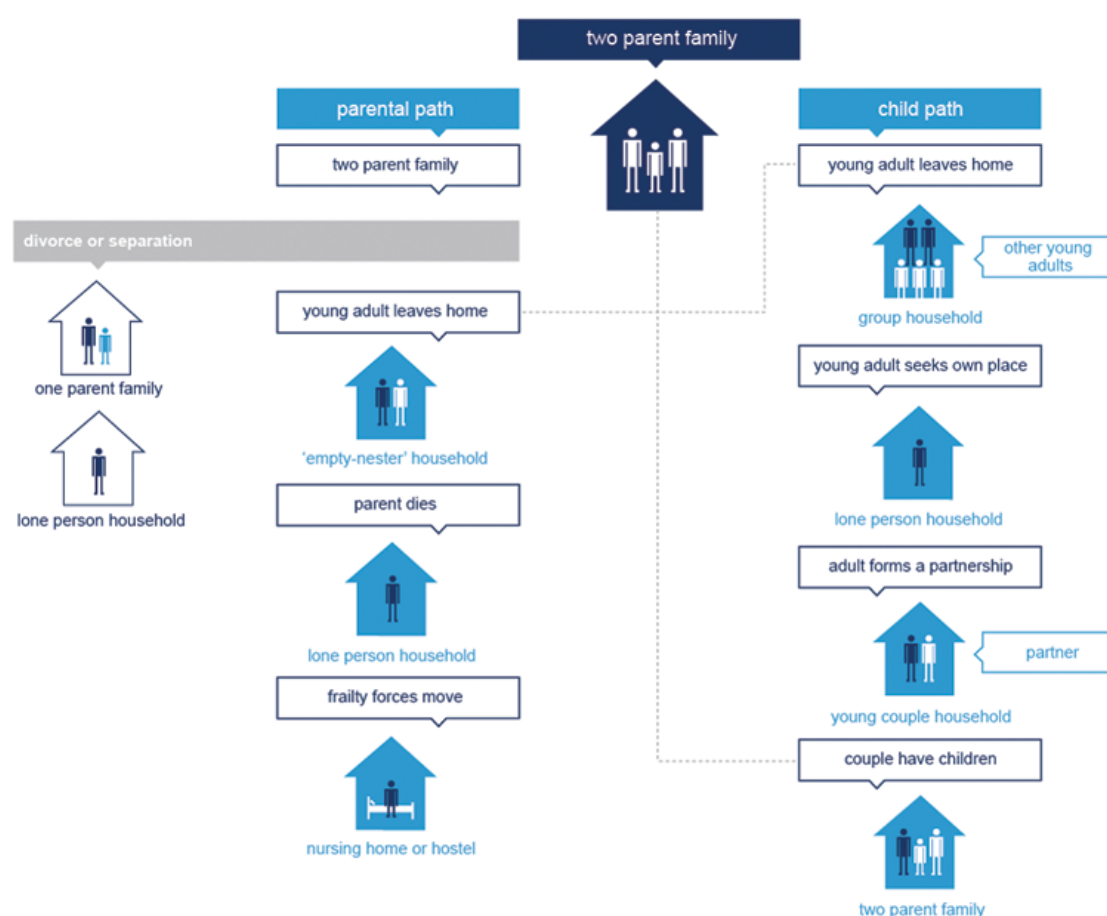 two parent family
parental path
two parent family
divorce or separation
one parent family
lone person household
young adult leaves home
'empty-nester' household
parent dies
lone person household
frailty forces move
nursing home or hostel
child path
young adult leaves home
other young
adults
group household
young adult seeks own place
lone person household
adult forms a partnership
partner
young couple household
couple have children
two parent family